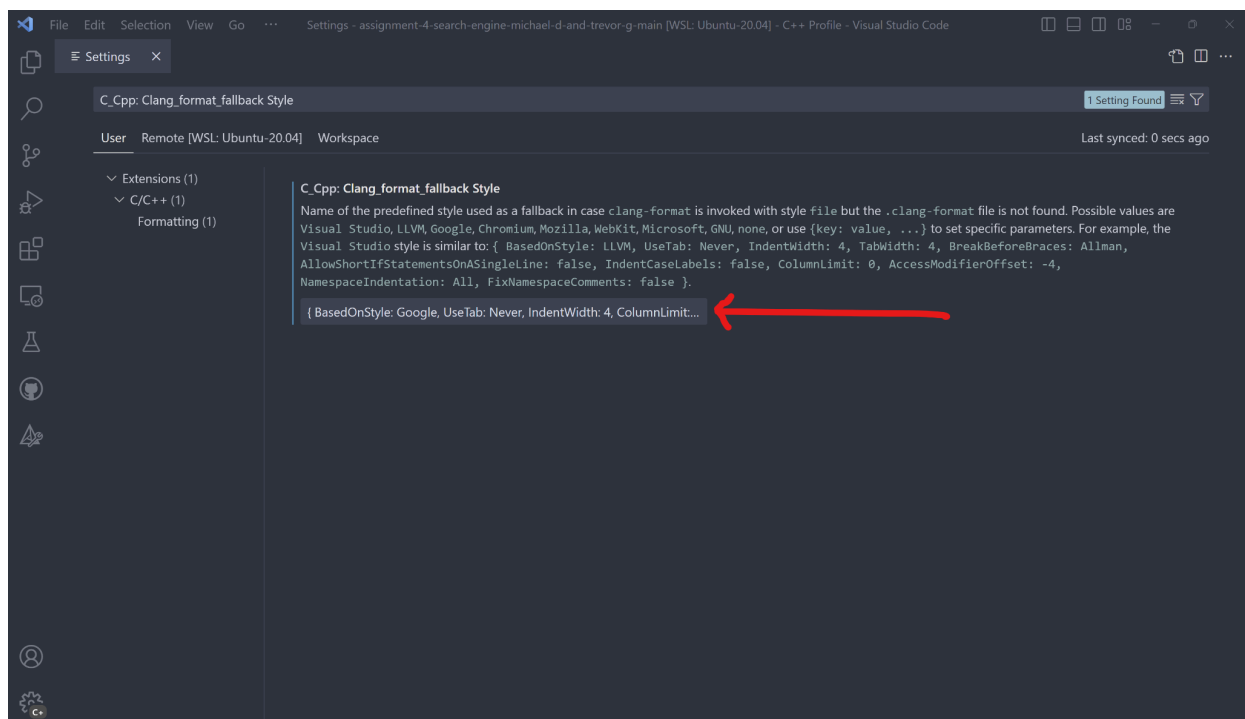 File Edit Selection View Go ··· Settings - assignment-4-search-engine-michael-d-and-trevor-g-main [WSL: Ubuntu-20.04] - C++ Profile - Visual Studio Code
Settings
C_Cpp: Clang_format_fallback Style 1 Setting Found
User Remote [WSL: Ubuntu-20.04] Workspace Last synced: 0 secs ago
Extensions (1)
C/C++ (1)
Formatting (1)
C_Cpp: Clang_format_fallback Style
Name of the predefined style used as a fallback in case clang-format is invoked with style file but the .clang-format file is not found. Possible values are
Visual Studio, LLVM, Google, Chromium, Mozilla, WebKit, Microsoft, GNU, none, or use {key: value, ...} to set specific parameters. For example, the
Visual Studio style is similar to: { BasedOnStyle: LLVM, UseTab: Never, IndentWidth: 4, TabWidth: 4, BreakBeforeBraces: Allman,
AllowShortIfStatementsOnASingleLine: false, IndentCaseLabels: false, ColumnLimit: 0, AccessModifierOffset: -4,
NamespaceIndentation: All, FixNamespaceComments: false }.
{ BasedOnStyle: Google, UseTab: Never, IndentWidth: 4, ColumnLimit:...
C+